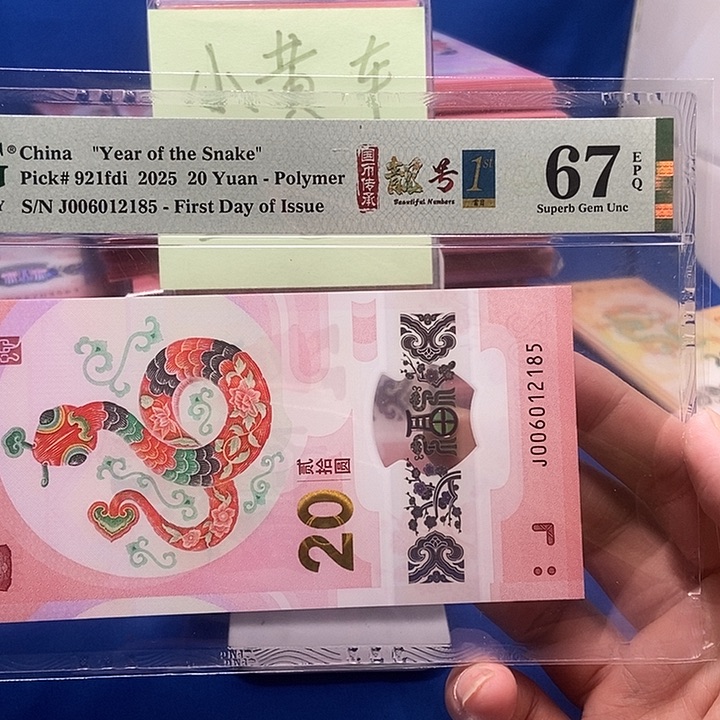 小黄车
China "Year of the Snake"
Pick# 921fdi 2025 20 Yuan - Polymer
S/N J006012185 - First Day of Issue
国币传承
靓号
Beautiful Numbers
1st
67
EPQ
Superb Gem Unc
J006012185
贰拾圆
20